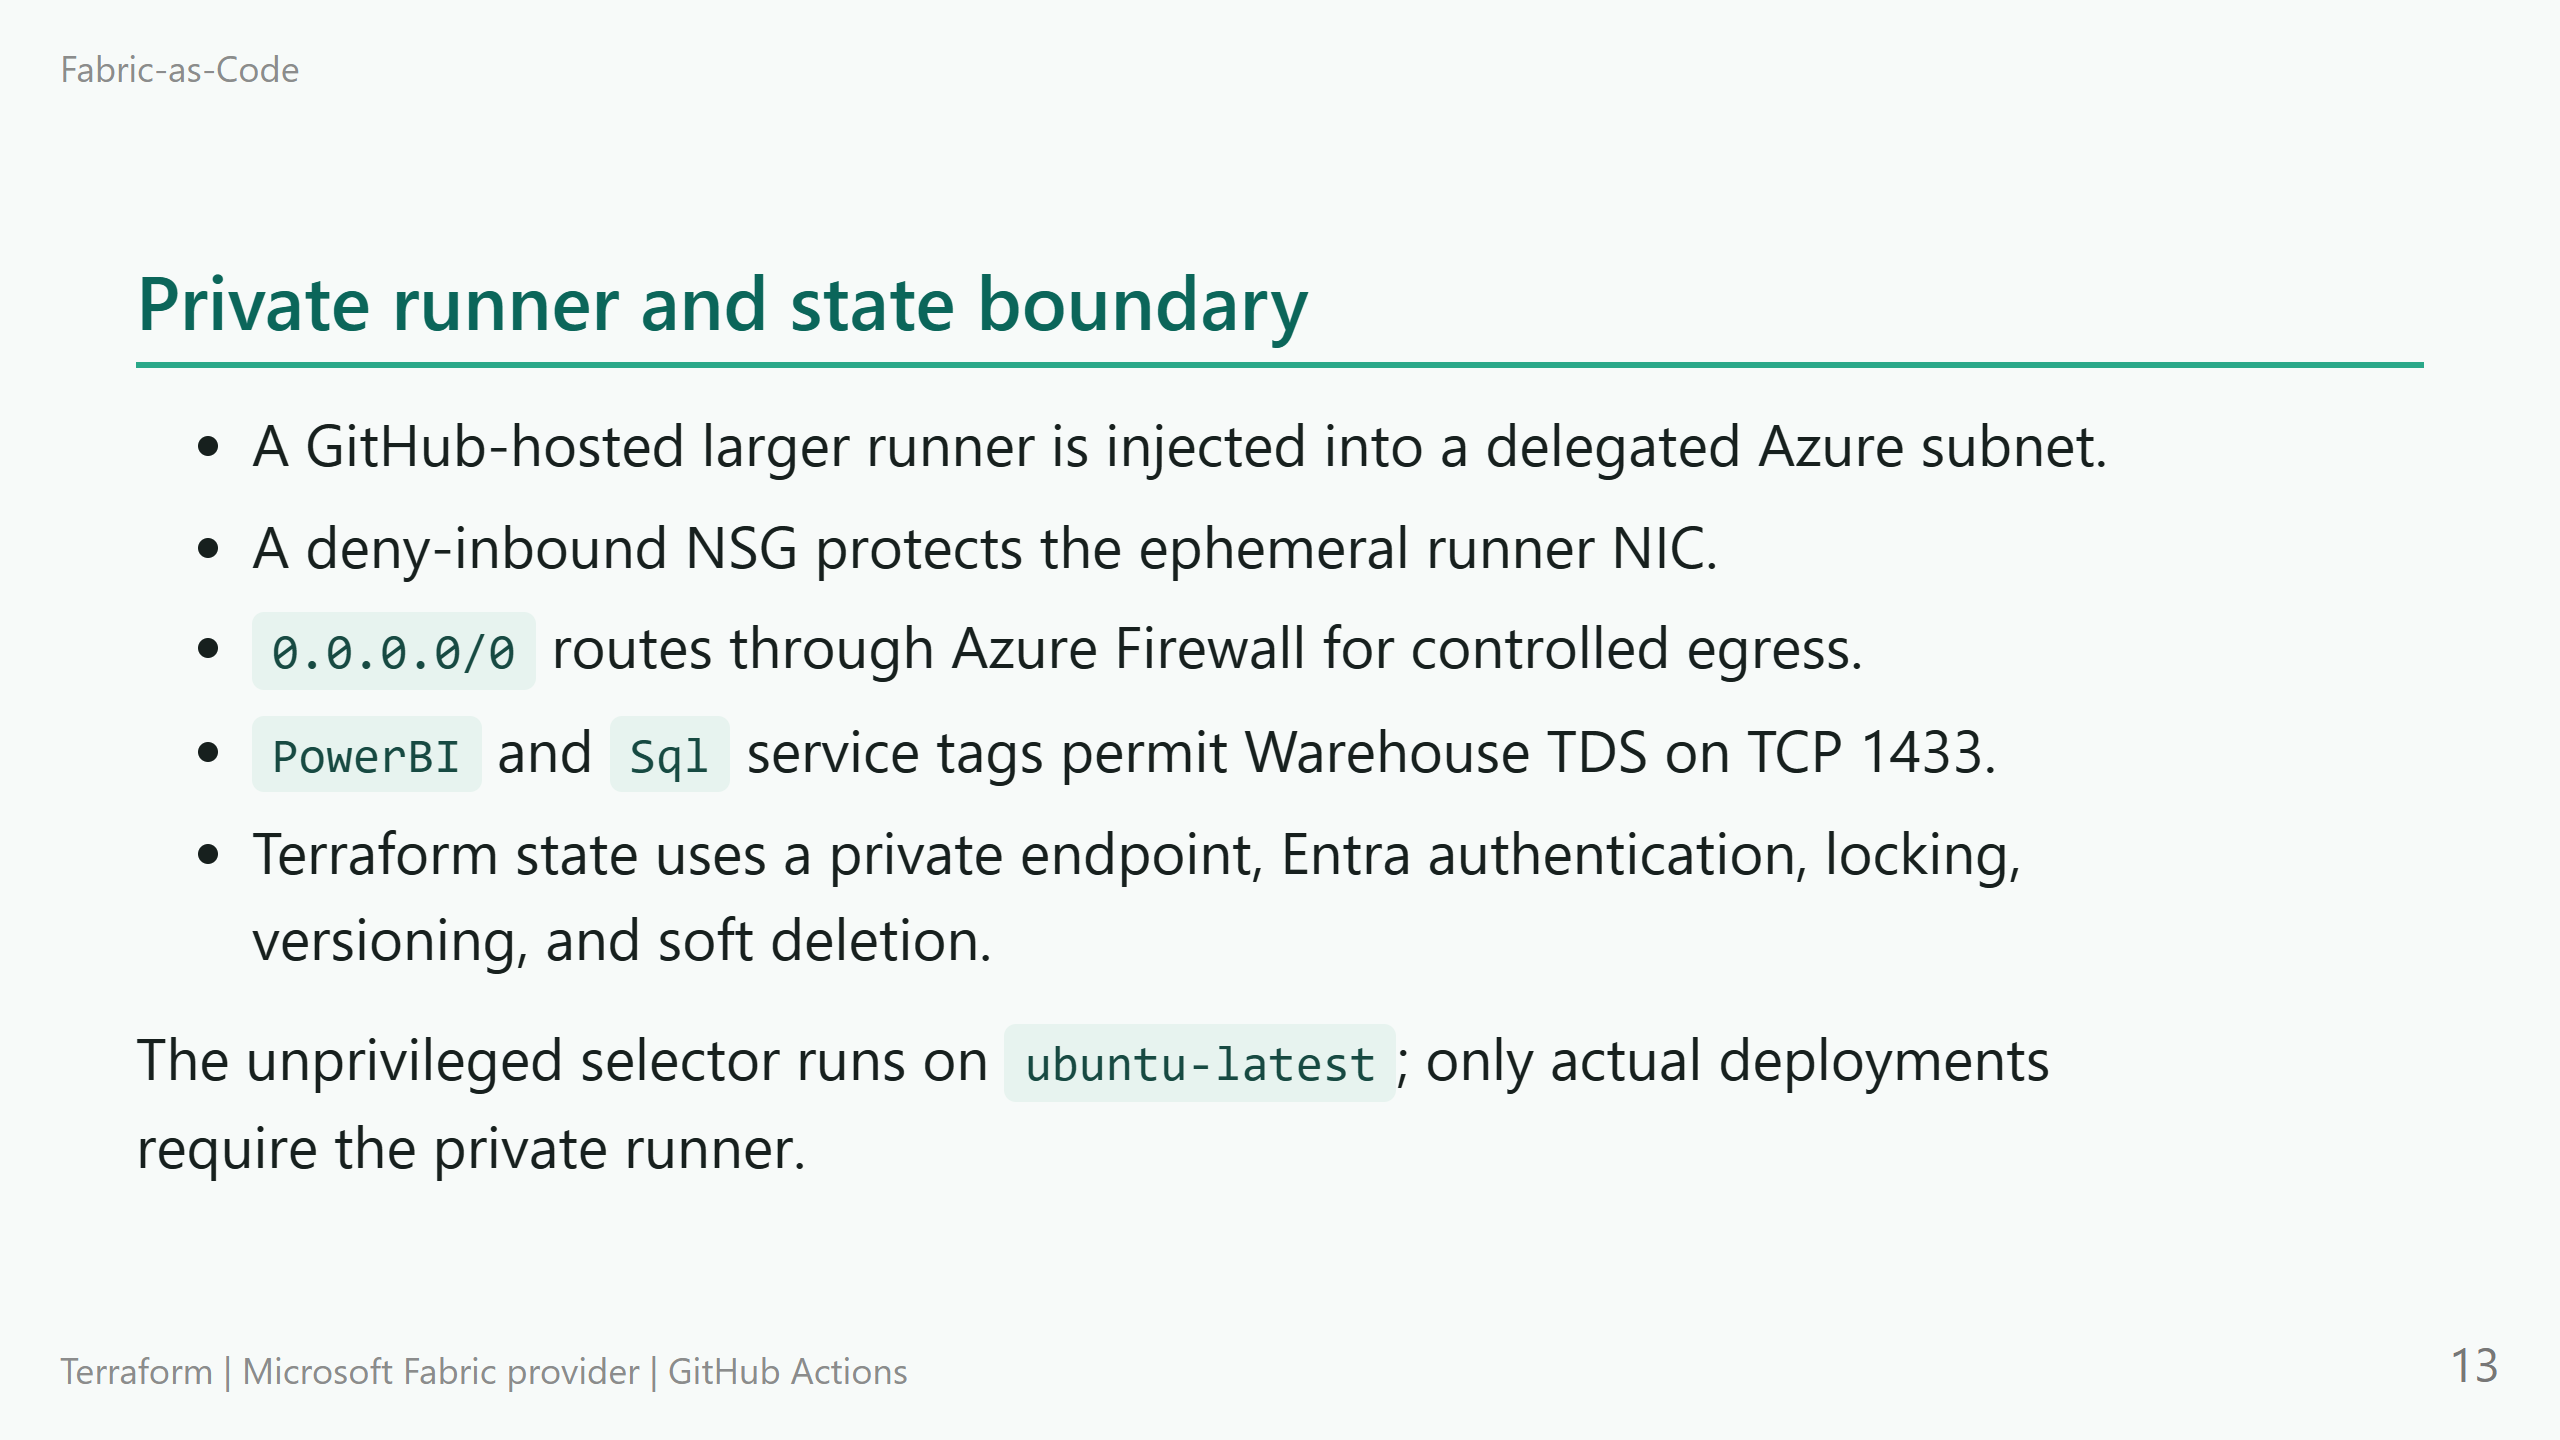 Fabric-as-Code
Private runner and state boundary
• A GitHub-hosted larger runner is injected into a delegated Azure subnet.
• A deny-inbound NSG protects the ephemeral runner NIC.
• 0.0.0.0/0 routes through Azure Firewall for controlled egress.
• PowerBI and Sql service tags permit Warehouse TDS on TCP 1433.
• Terraform state uses a private endpoint, Entra authentication, locking,
versioning, and soft deletion.
The unprivileged selector runs on ubuntu-latest; only actual deployments
require the private runner.
Terraform | Microsoft Fabric provider | GitHub Actions
13